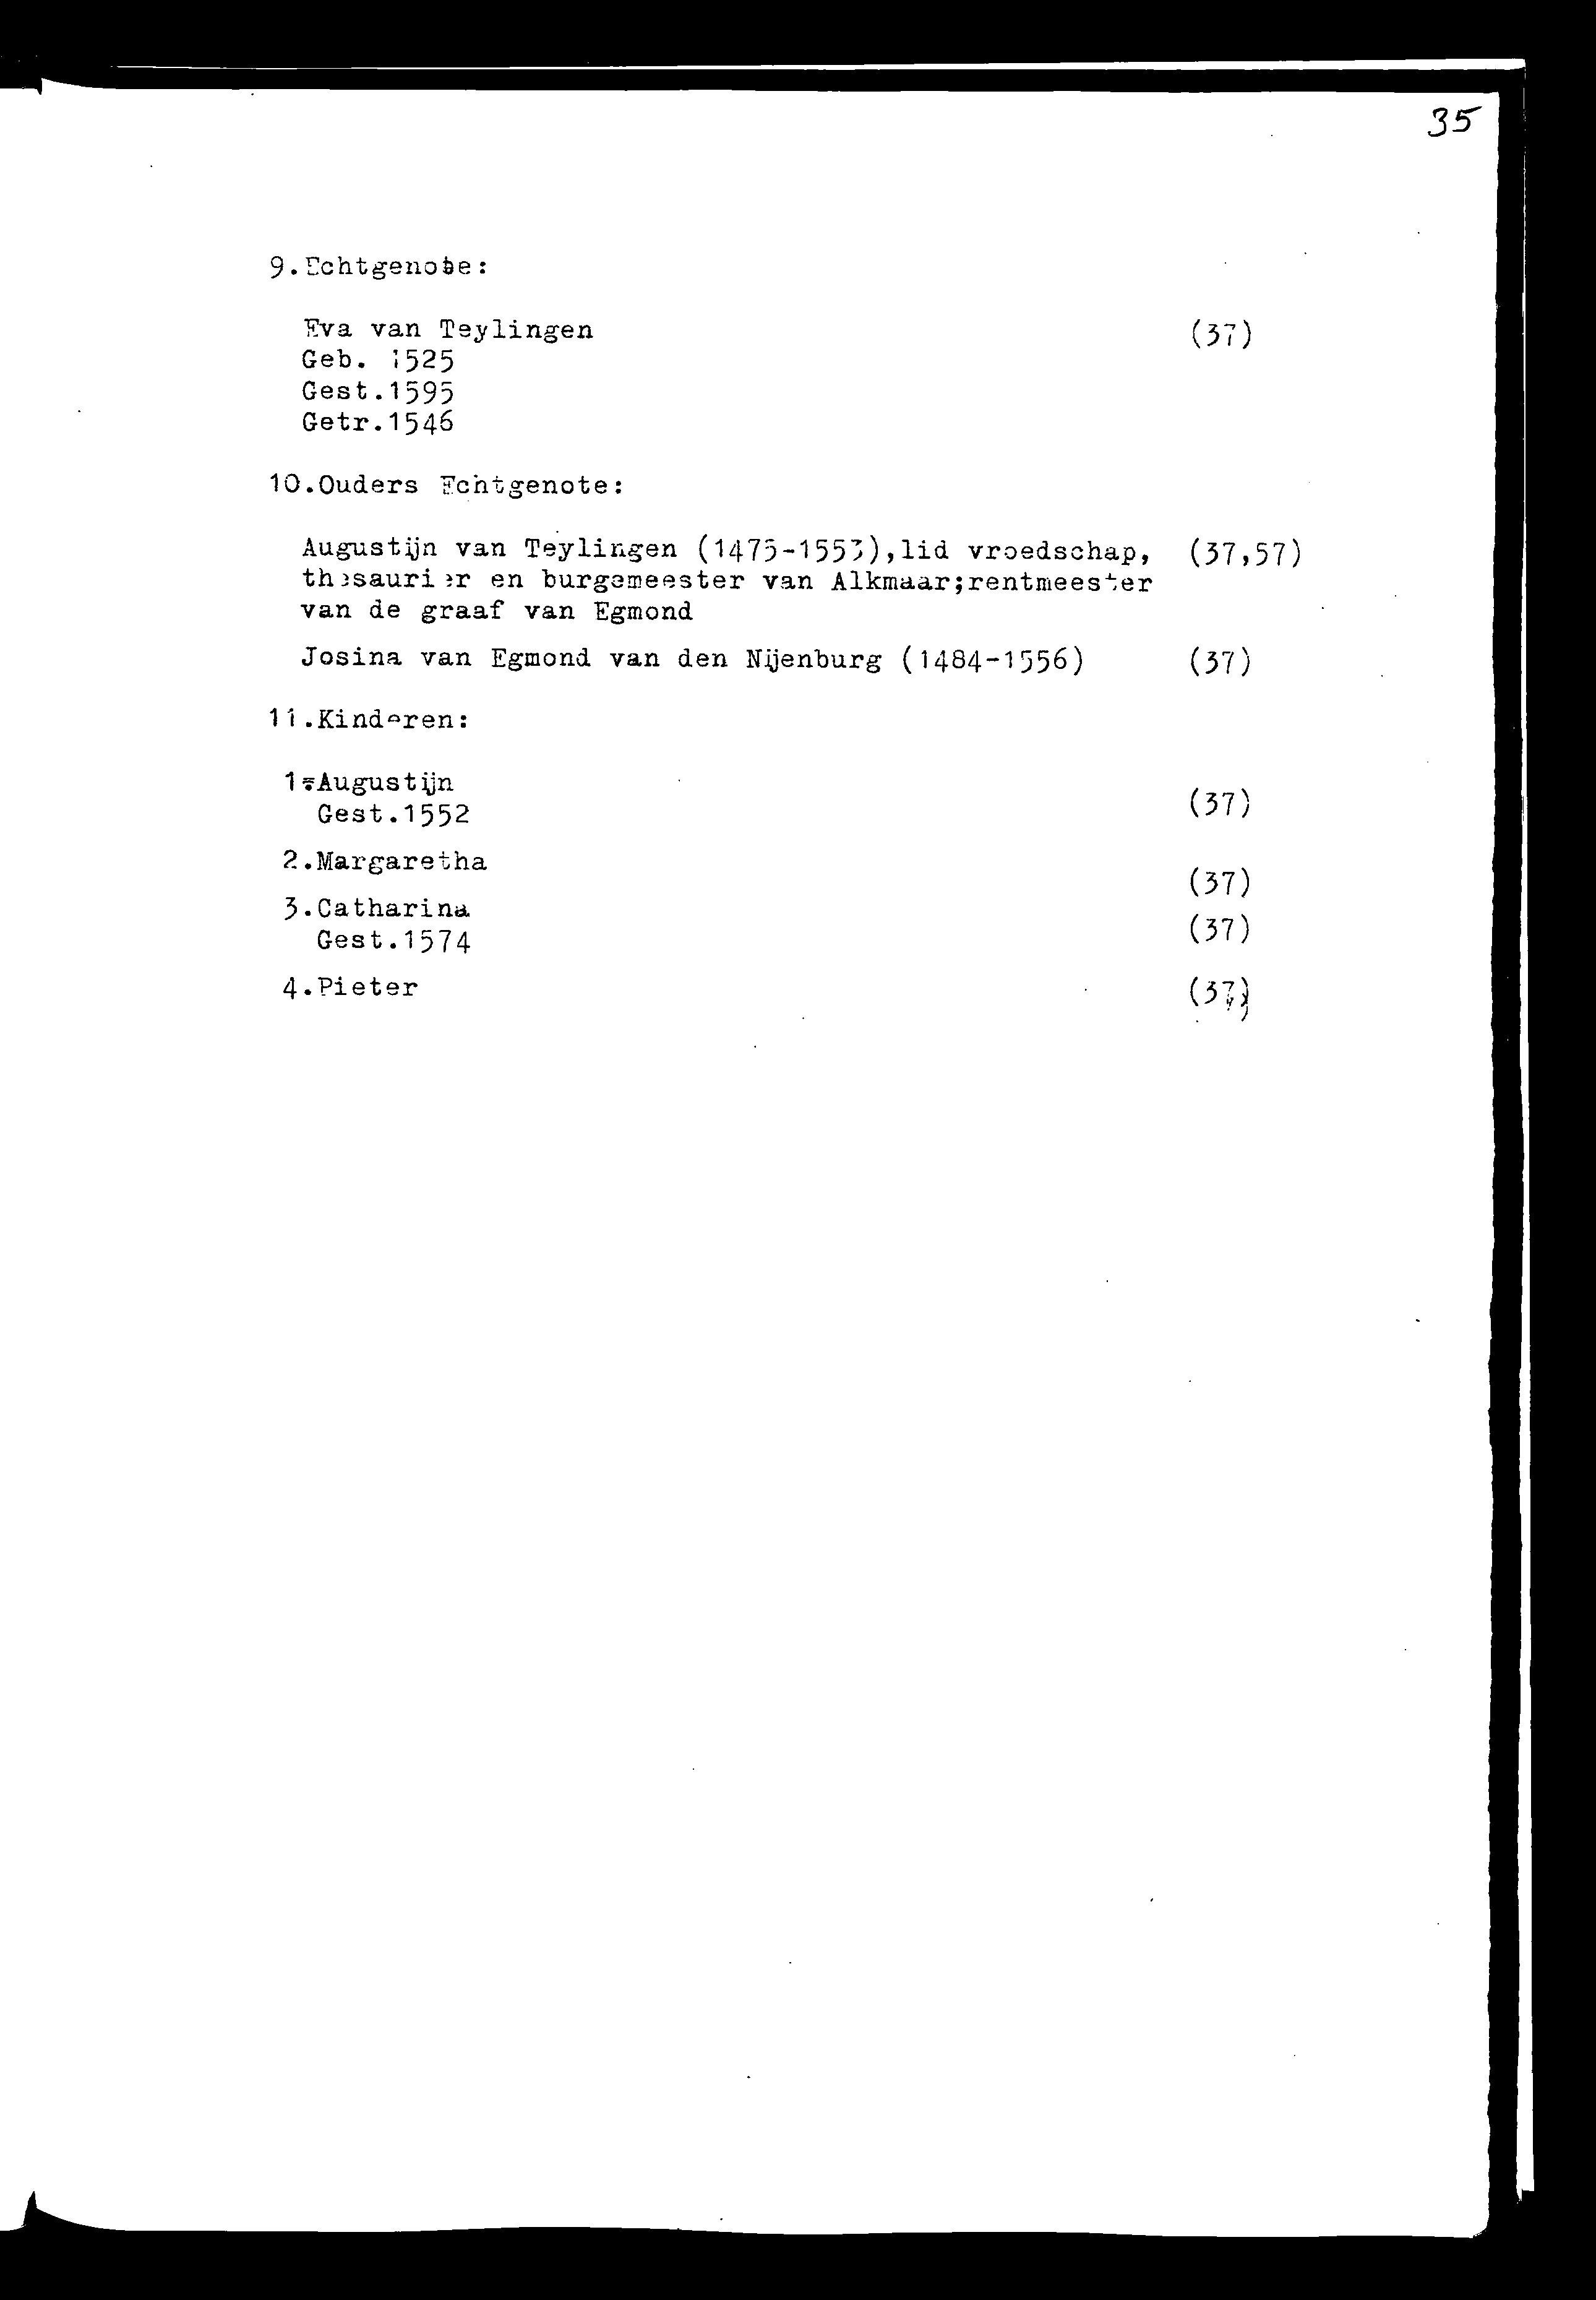 35
9.Echtgenote:
Eva van Teylingen (37)
Geb. 1525
Gest.1595
Getr.1546
10.Ouders Echtgenote:
Augustijn van Teylingen (1475-1553),lid vroedschap, (37,57)
thesaurier en burgemeester van Alkmaar;rentmeester
van de graaf van Egmond
Josina van Egmond van den Nijenburg (1484-1556) (37)
11.Kinderen:
1.Augustijn
Gest.1552 (37)
2.Margaretha (37)
3.Catharina (37)
Gest.1574
4.Pieter (37)